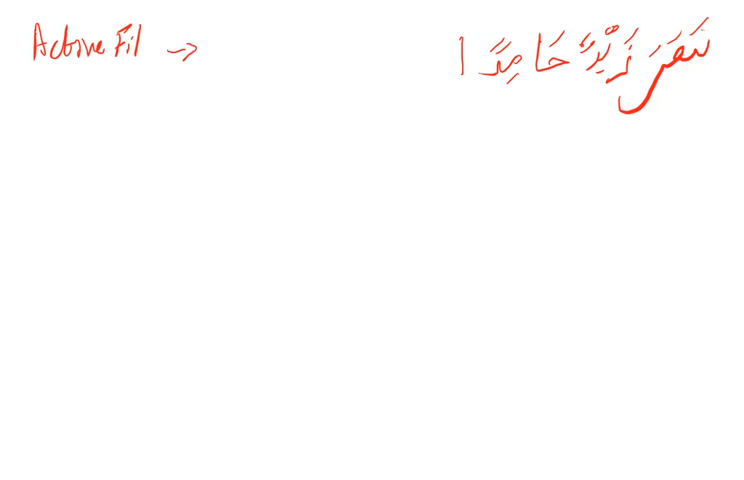 Active Fil → نَصَرَ زَيْدٌ حَامِدًا